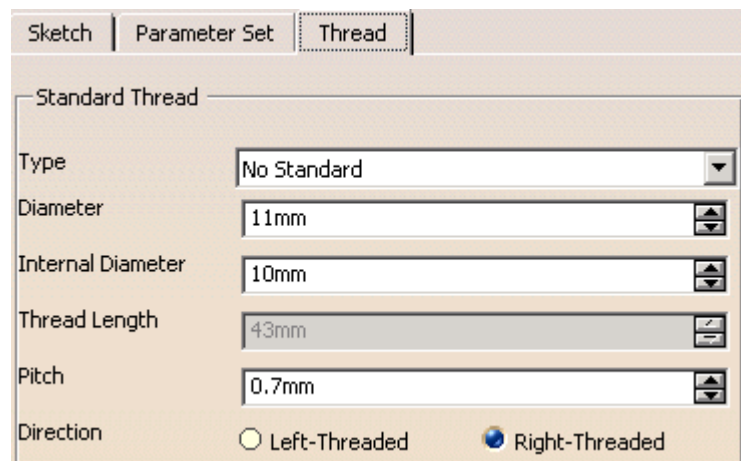 Sketch Parameter Set Thread
Standard Thread
Type No Standard
Diameter 11mm
Internal Diameter 10mm
Thread Length 43mm
Pitch 0.7mm
Direction Left-Threaded Right-Threaded